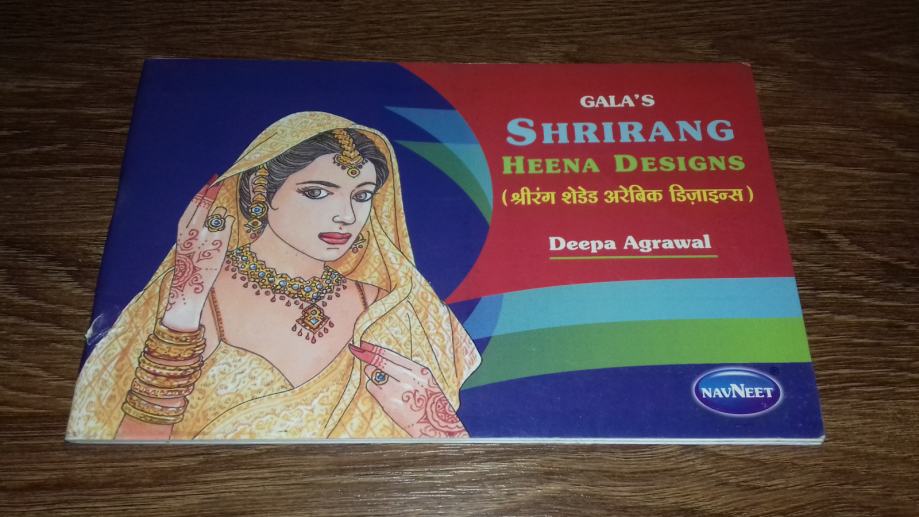 GALA'S
SHRIRANG
HEENA DESIGNS
(श्रीरंग शेडेड अरेबिक डिज़ाइन्स)
Deepa Agrawal
NAVNEET